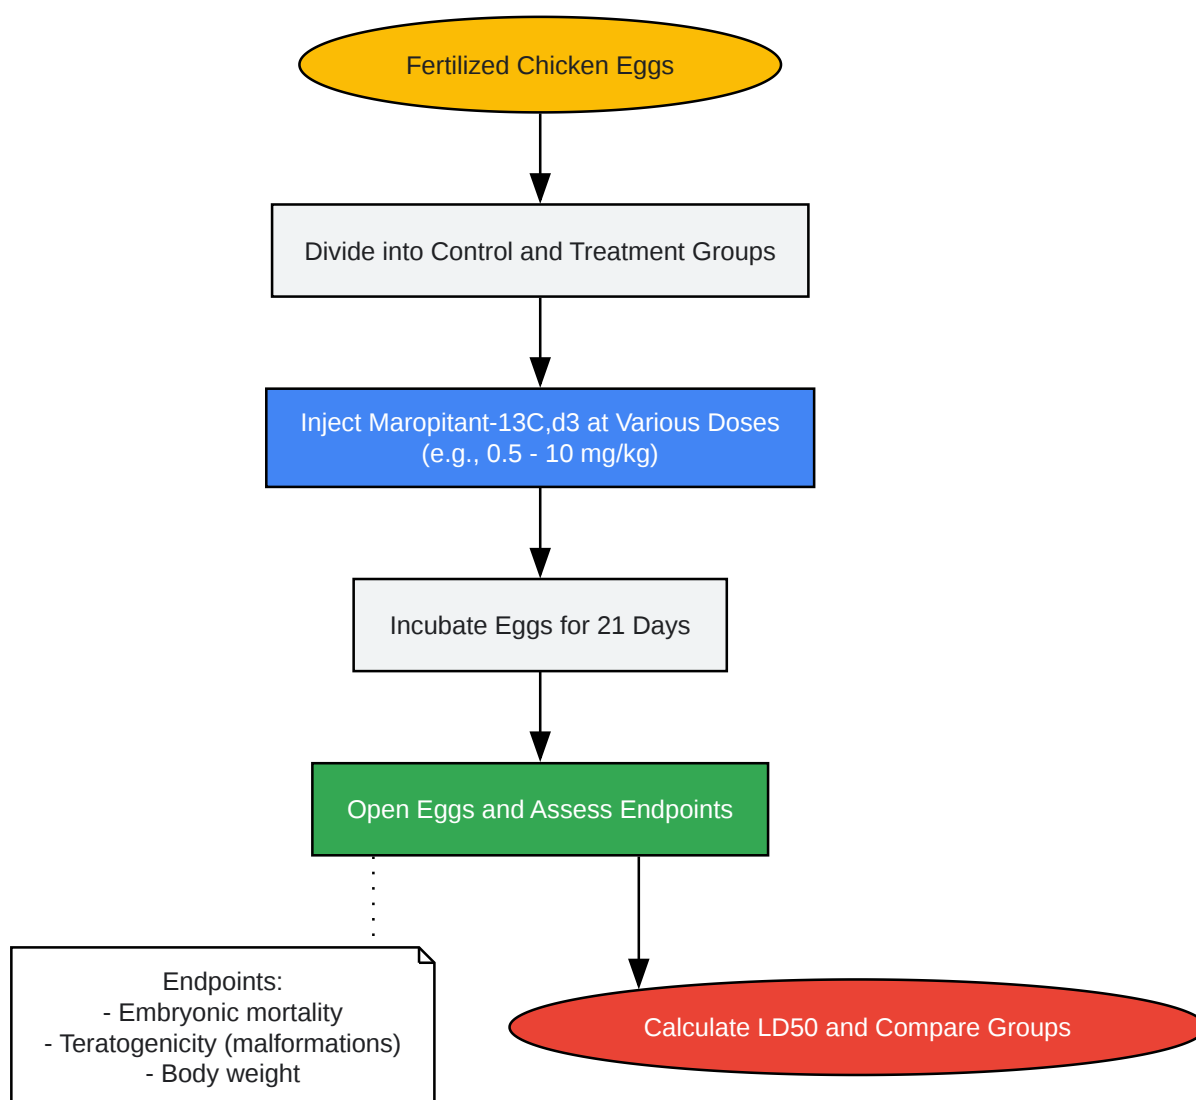 Fertilized Chicken Eggs
Divide into Control and Treatment Groups
Inject Maropitant-13C,d3 at Various Doses
(e.g., 0.5 - 10 mg/kg)
Incubate Eggs for 21 Days
Open Eggs and Assess Endpoints
Endpoints:
- Embryonic mortality
- Teratogenicity (malformations)
- Body weight
Calculate LD50 and Compare Groups